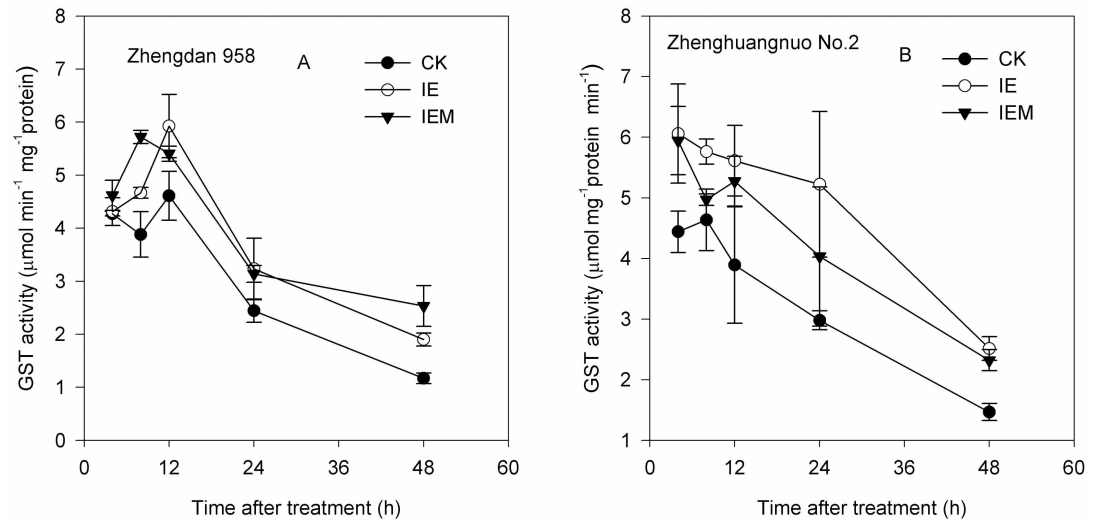 Zhengdan 958
A
CK
IE
IEM
GST activity (μmol min⁻¹ mg⁻¹protein)
8
7
6
5
4
3
2
1
0
0 12 24 36 48 60
Time after treatment (h)
Zhenghuangnuo No.2
B
CK
IE
IEM
GST activity (μmol mg⁻¹protein min⁻¹)
8
7
6
5
4
3
2
1
0 12 24 36 48 60
Time after treatment (h)